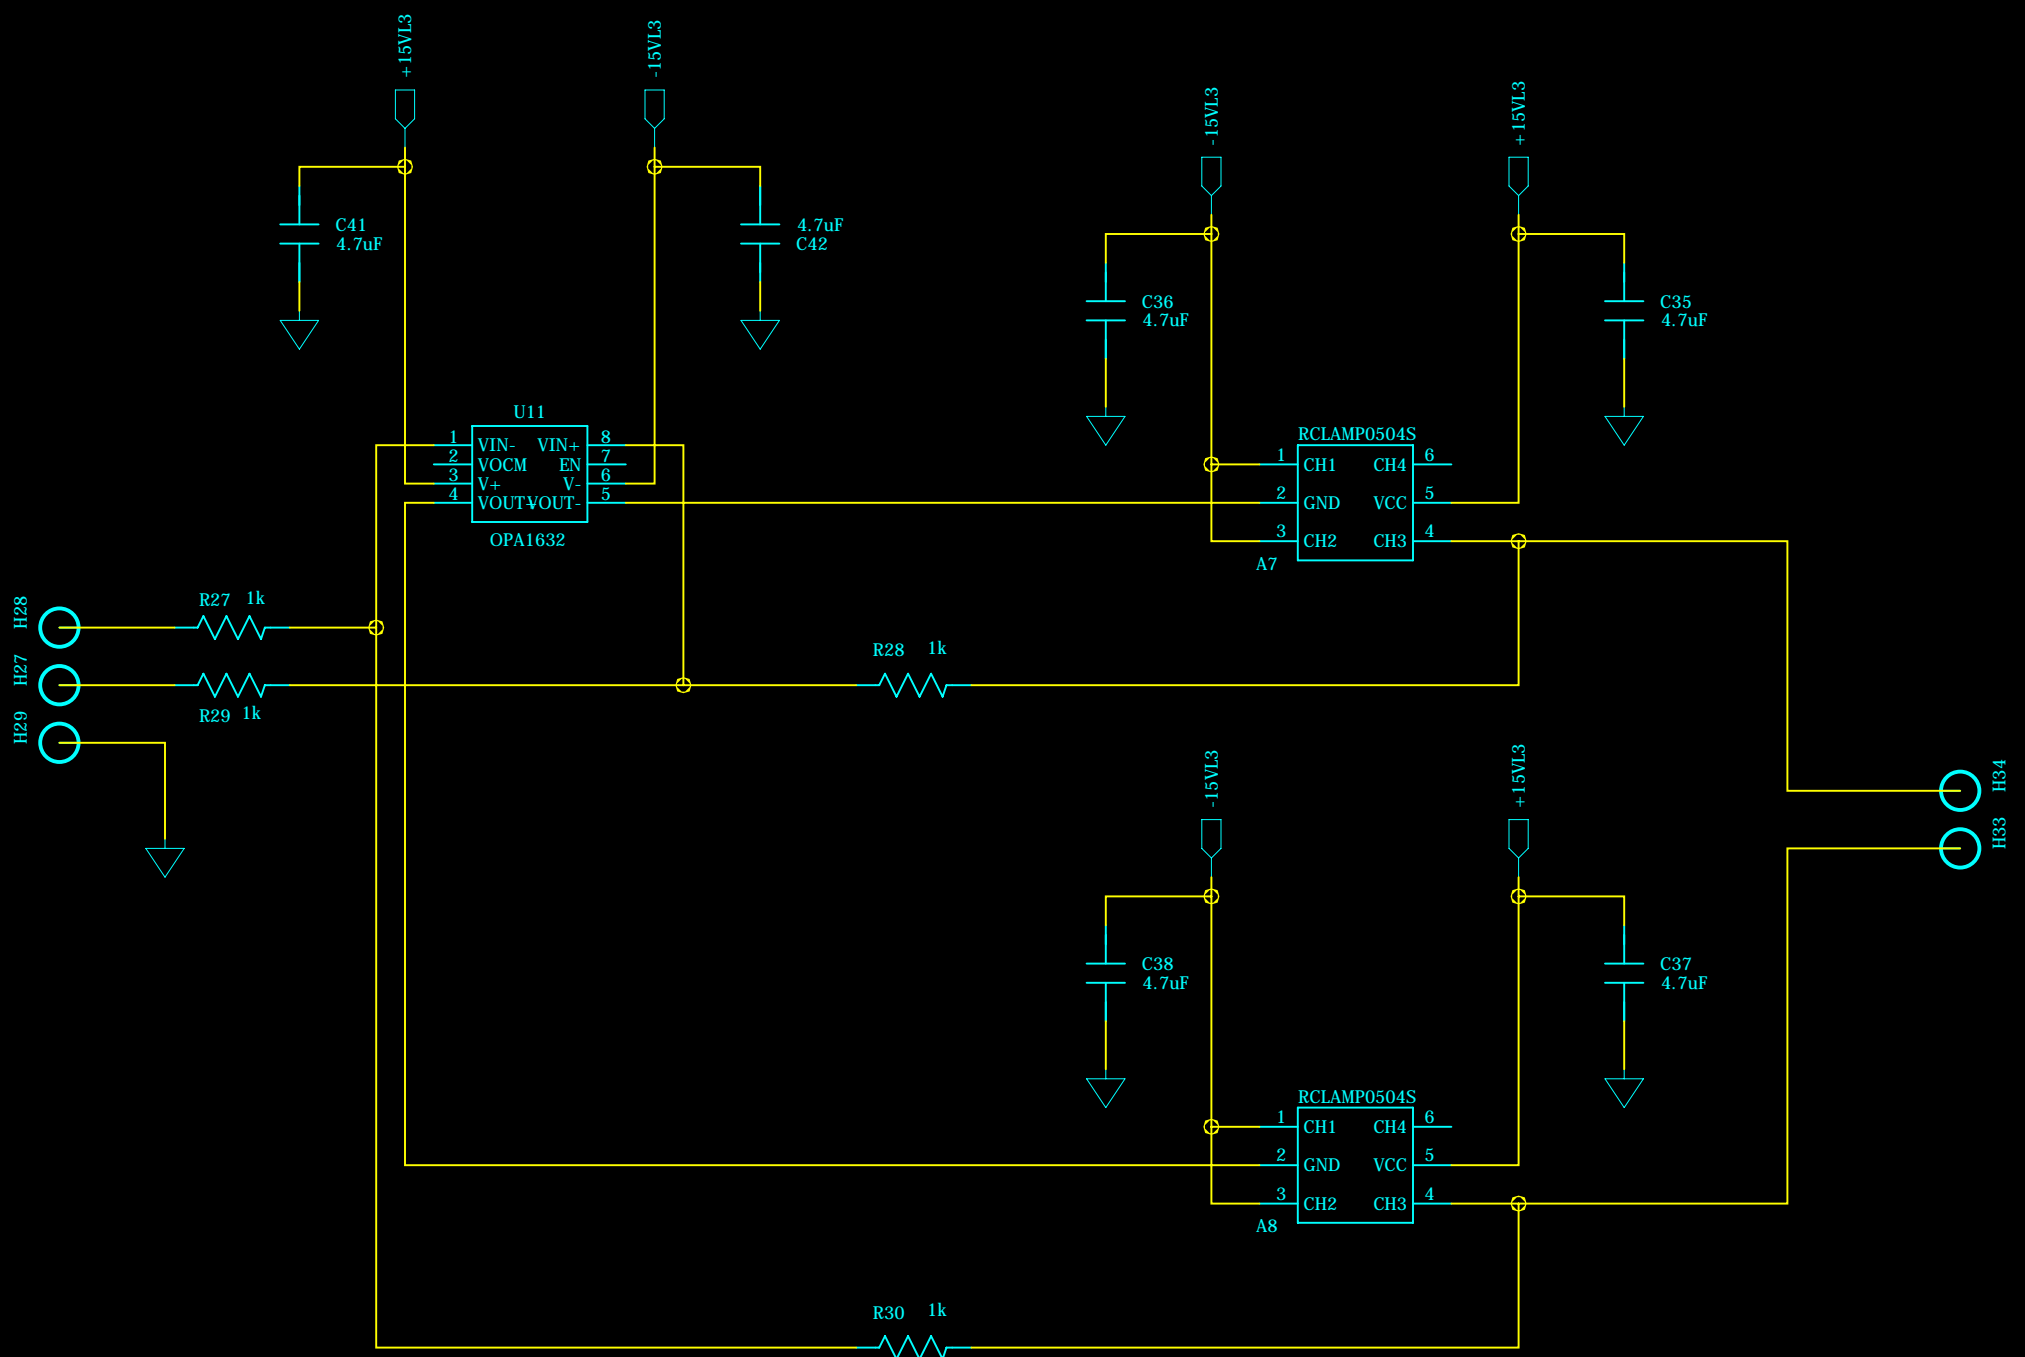 +15VL3
-15VL3
-15VL3
+15VL3
C41
4.7uF
4.7uF
C42
C36
4.7uF
C35
4.7uF
U11
1 VIN- VIN+ 8
2 VOCM EN 7
3 V+ V- 6
4 VOUT+ VOUT- 5
OPA1632
RCLAMP0504S
1 CH1 CH4 6
2 GND VCC 5
3 CH2 CH3 4
A7
H28
R27 1k
H27
R29 1k
H29
R28 1k
-15VL3
+15VL3
H34
H33
C38
4.7uF
C37
4.7uF
RCLAMP0504S
1 CH1 CH4 6
2 GND VCC 5
3 CH2 CH3 4
A8
R30 1k